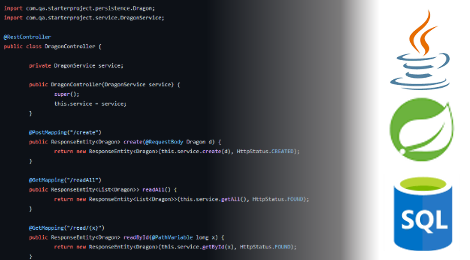 import com.qa.starterproject.persistence.Dragon;
import com.qa.starterproject.service.DragonService;
@RestController
public class DragonController {
private DragonService service;
public DragonController(DragonService service) {
super();
this.service = service;
}
@PostMapping("/create")
public ResponseEntity<Dragon> create(@RequestBody Dragon d) {
return new ResponseEntity<Dragon>(this.service.create(d), HttpStatus.CREATED);
}
@GetMapping("/readAll")
public ResponseEntity<List<Dragon>> readAll() {
return new ResponseEntity<List<Dragon>>(this.service.getAll(), HttpStatus.FOUND);
}
@GetMapping("/read/{x}")
public ResponseEntity<Dragon> readById(@PathVariable long x) {
return new ResponseEntity<Dragon>(this.service.getById(x), HttpStatus.FOUND);
}
SQL